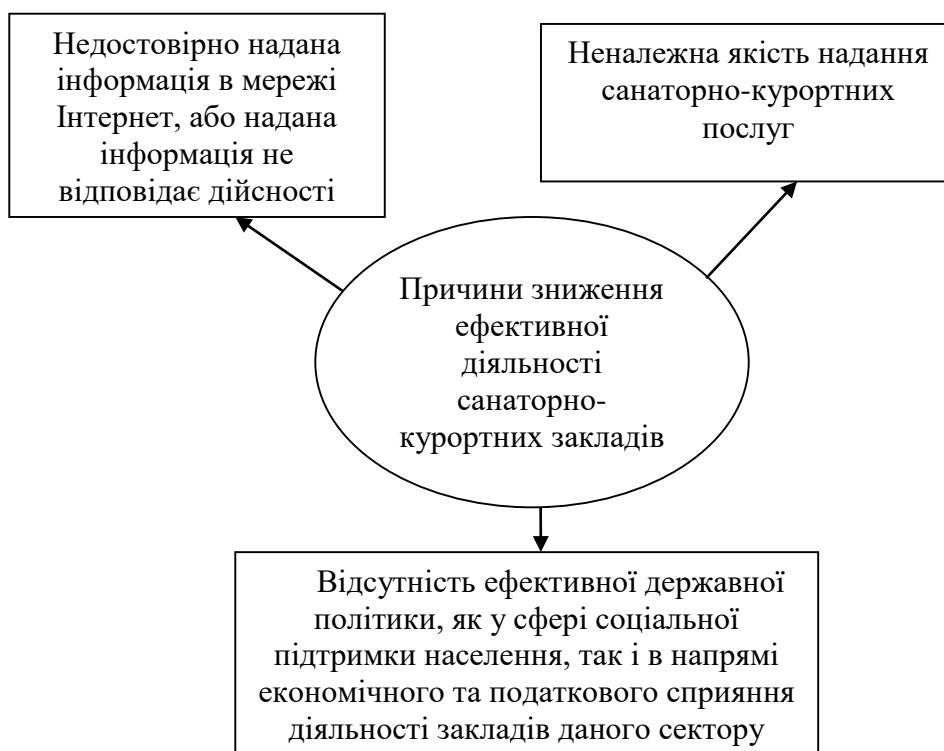 Недостовірно надана
інформація в мережі
Інтернет, або надана
інформація не
відповідає дійсності
Неналежна якість надання
санаторно-курортних
послуг
Причини зниження
ефективної
діяльності
санаторно-
курортних закладів
Відсутність ефективної державної
політики, як у сфері соціальної
підтримки населення, так і в напрямі
економічного та податкового сприяння
діяльності закладів даного сектору